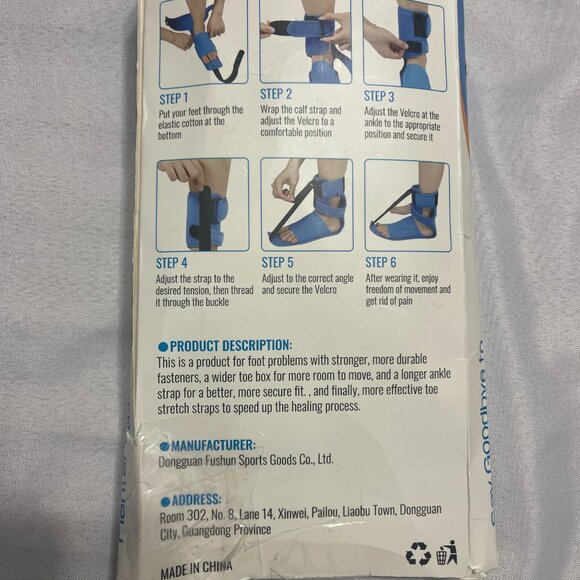 STEP 1
Put your feet through the
elastic cotton at the
bottom
STEP 2
Wrap the calf strap and
adjust the Velcro to a
comfortable position
STEP 3
Adjust the Velcro at the
ankle to the appropriate
position and secure it
STEP 4
Adjust the strap to the
desired tension, then thread
it through the buckle
STEP 5
Adjust to the correct angle
and secure the Velcro
STEP 6
After wearing it, enjoy
freedom of movement and
get rid of pain
PRODUCT DESCRIPTION:
This is a product for foot problems with stronger, more durable
fasteners, a wider toe box for more room to move, and a longer ankle
strap for a better, more secure fit. , and finally, more effective toe
stretch straps to speed up the healing process.
MANUFACTURER:
Dongguan Fushun Sports Goods Co., Ltd.
ADDRESS:
Room 302, No. 8, Lane 14, Xinwei, Pailou, Liaobu Town, Dongguan
City, Guangdong Province
MADE IN CHINA
Say Goodbye to